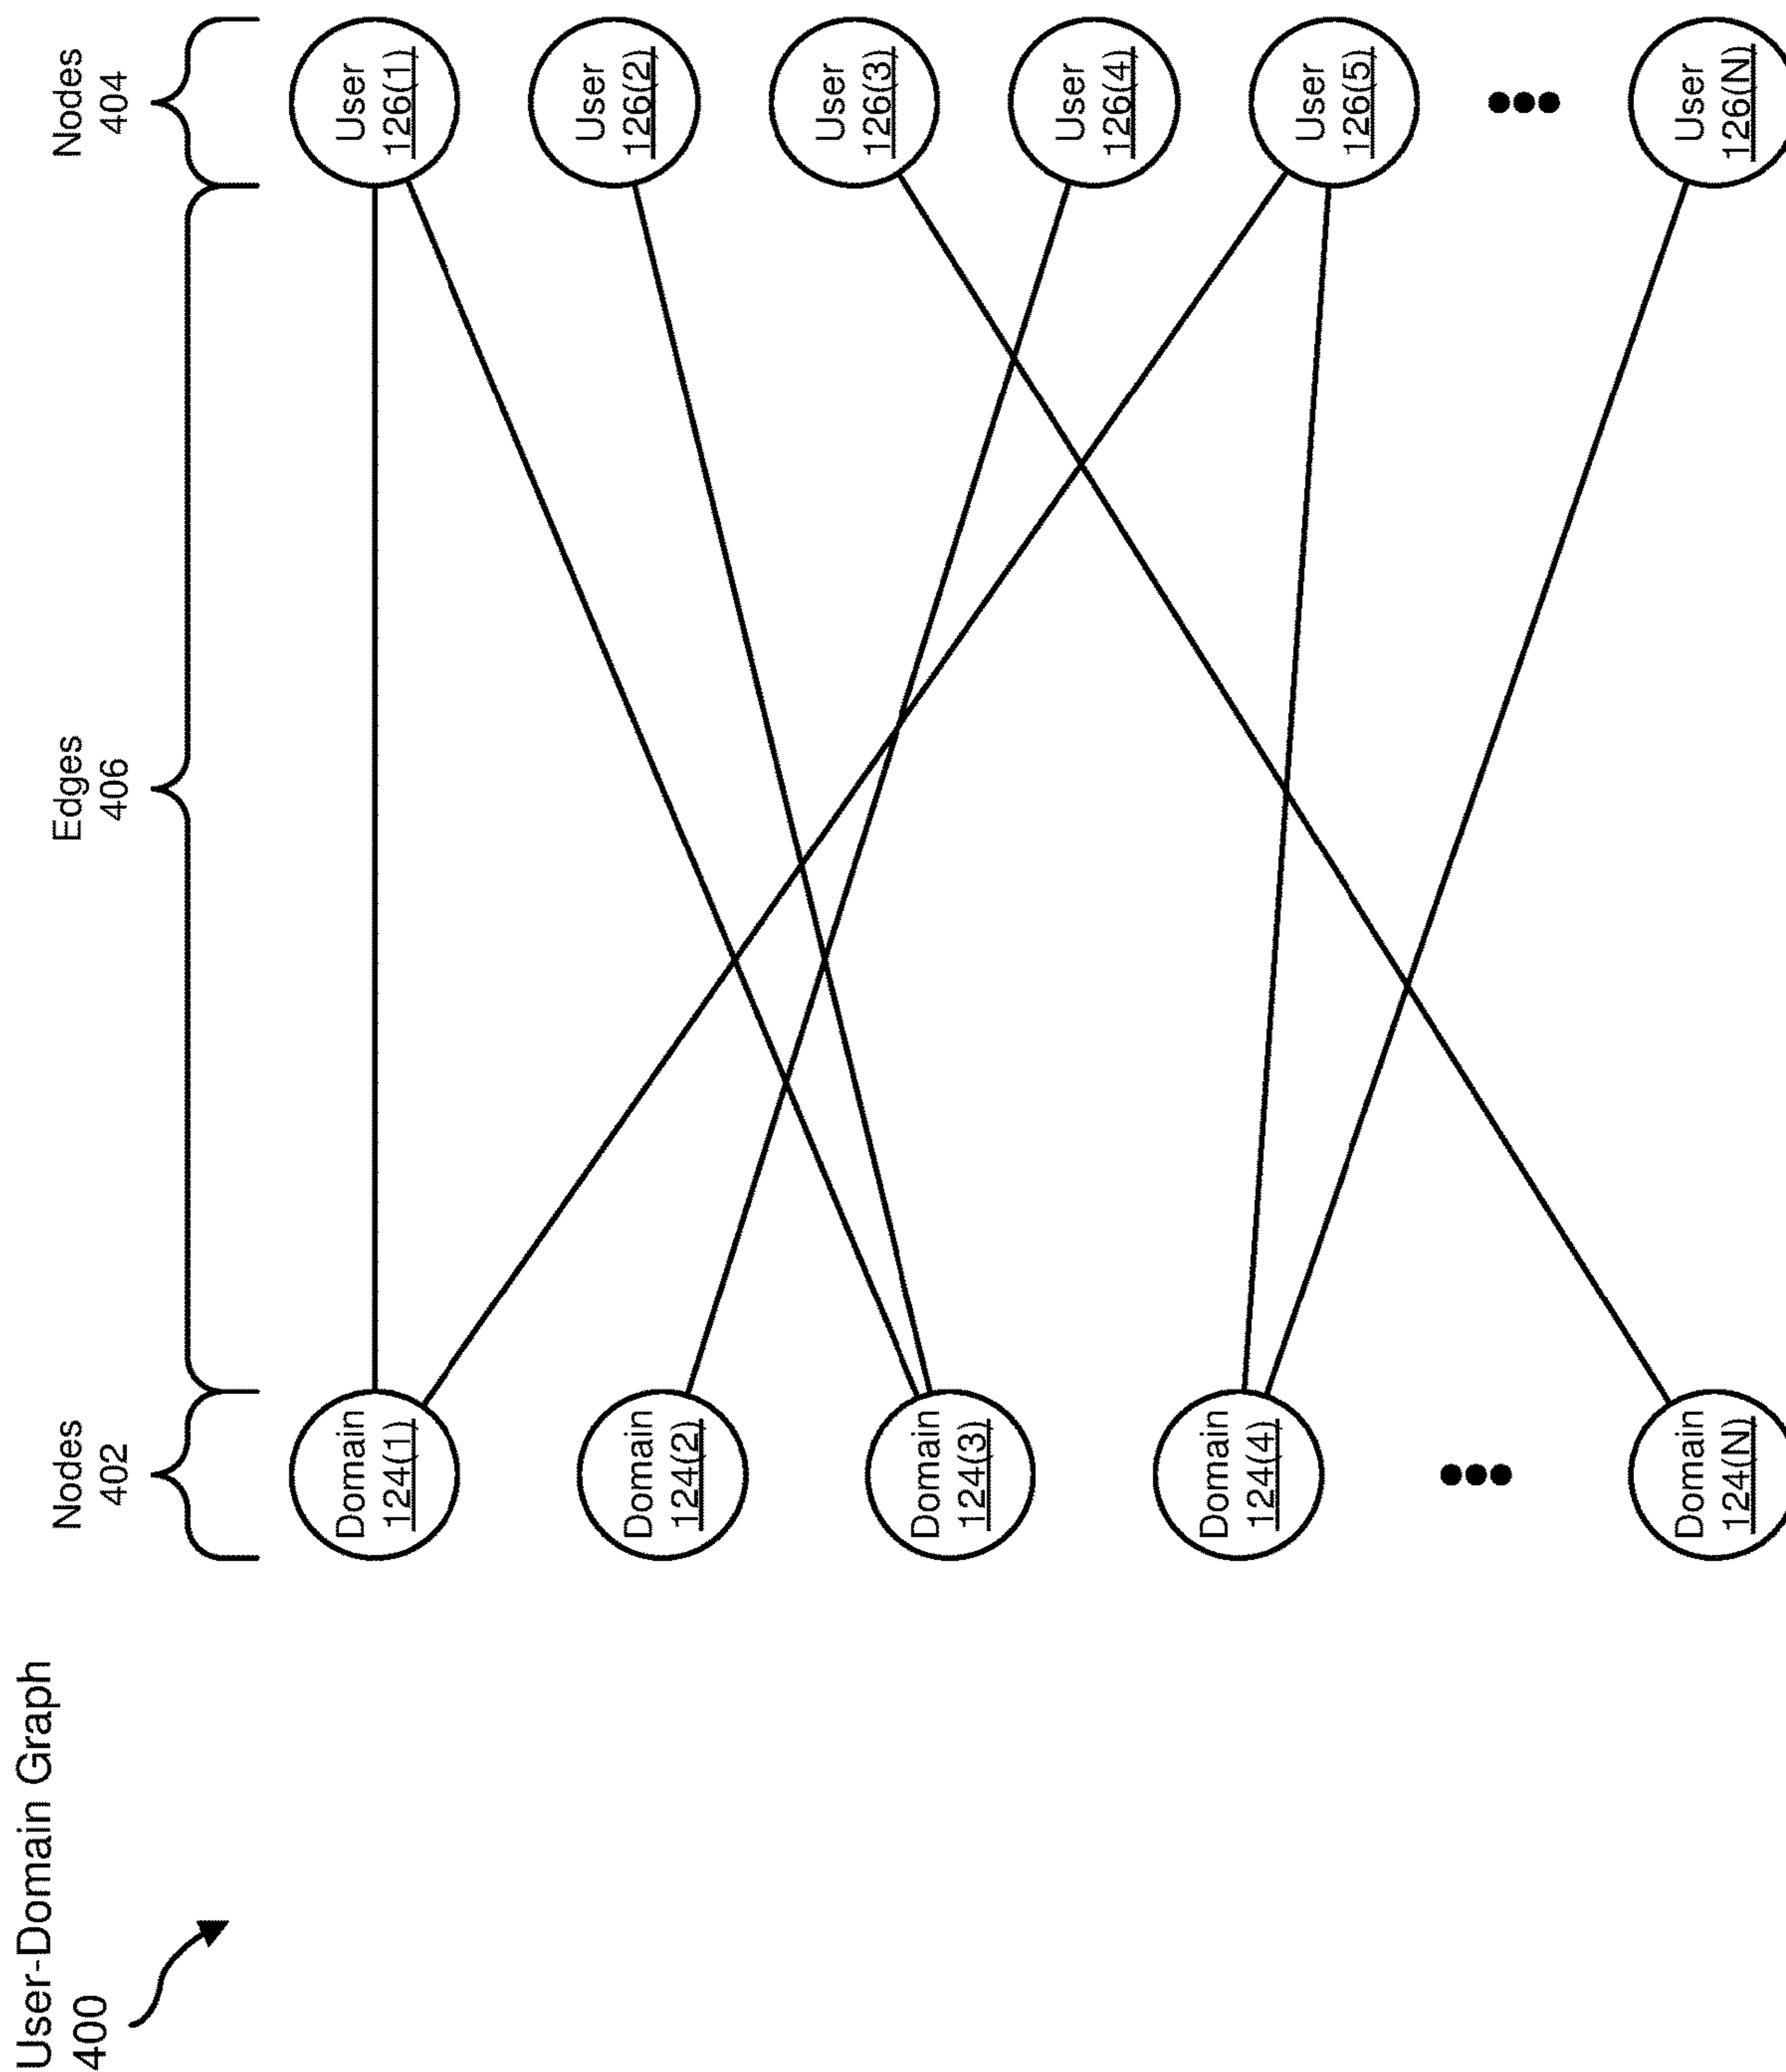 User-Domain Graph
400
Nodes
402
Edges
406
Nodes
404
Domain
124(1)
User
126(1)
Domain
124(2)
User
126(2)
Domain
124(3)
User
126(3)
Domain
124(4)
User
126(4)
User
126(5)
Domain
124(N)
User
126(N)